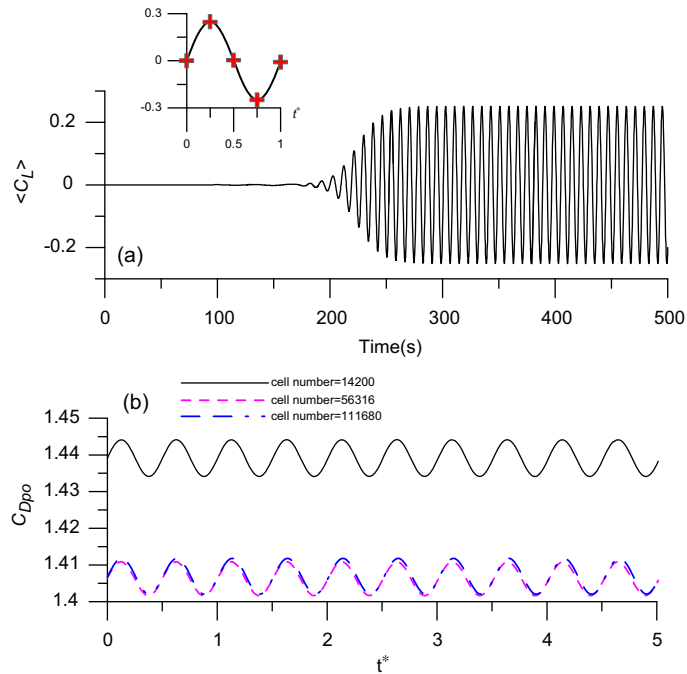 0.3
0
-0.3
0
0.5
1
t*
0.2
0
-0.2
<C_L>
(a)
0
100
200
300
400
500
Time(s)
(b)
cell number=14200
cell number=56316
cell number=111680
1.45
1.44
1.43
1.42
1.41
1.4
C_Dpo
0
1
2
3
4
5
t*